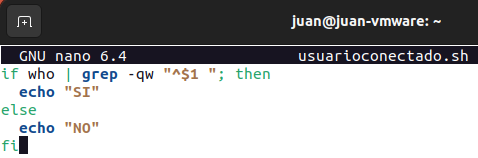 juan@juan-vmware: ~
GNU nano 6.4 usuarioconectado.sh
if who | grep -qw "^$1 "; then
  echo "SI"
else
  echo "NO"
fi